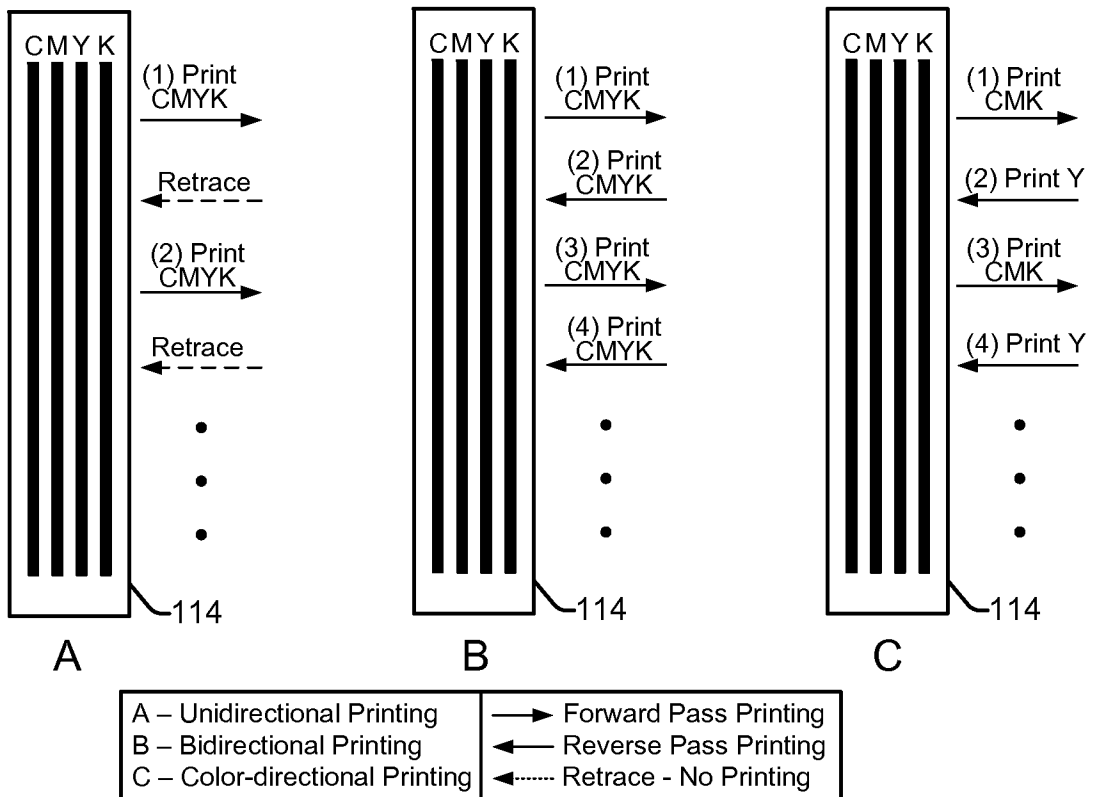 CMYK
(1) Print
CMYK
Retrace
(2) Print
CMYK
Retrace
114
A
CMYK
(1) Print
CMYK
(2) Print
CMYK
(3) Print
CMYK
(4) Print
CMYK
114
B
CMYK
(1) Print
CMK
(2) Print Y
(3) Print
CMK
(4) Print Y
114
C
A – Unidirectional Printing
B – Bidirectional Printing
C – Color-directional Printing
Forward Pass Printing
Reverse Pass Printing
Retrace - No Printing